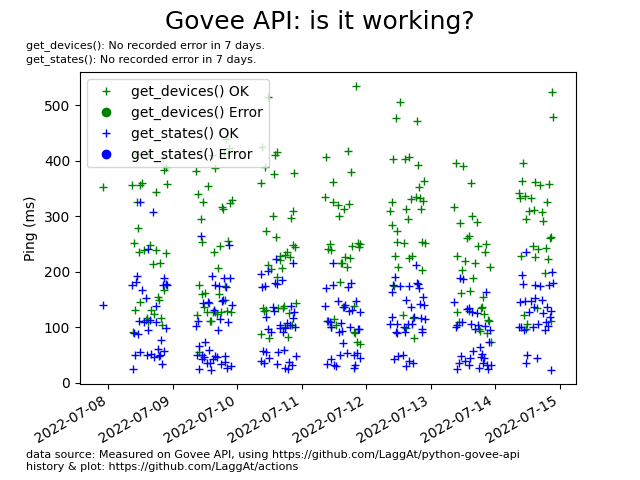 Govee API: is it working?
get_devices(): No recorded error in 7 days.
get_states(): No recorded error in 7 days.
get_devices() OK
get_devices() Error
get_states() OK
get_states() Error
Ping (ms)
500
400
300
200
100
0
2022-07-08
2022-07-09
2022-07-10
2022-07-11
2022-07-12
2022-07-13
2022-07-14
2022-07-15
data source: Measured on Govee API, using https://github.com/LaggAt/python-govee-api
history & plot: https://github.com/LaggAt/actions